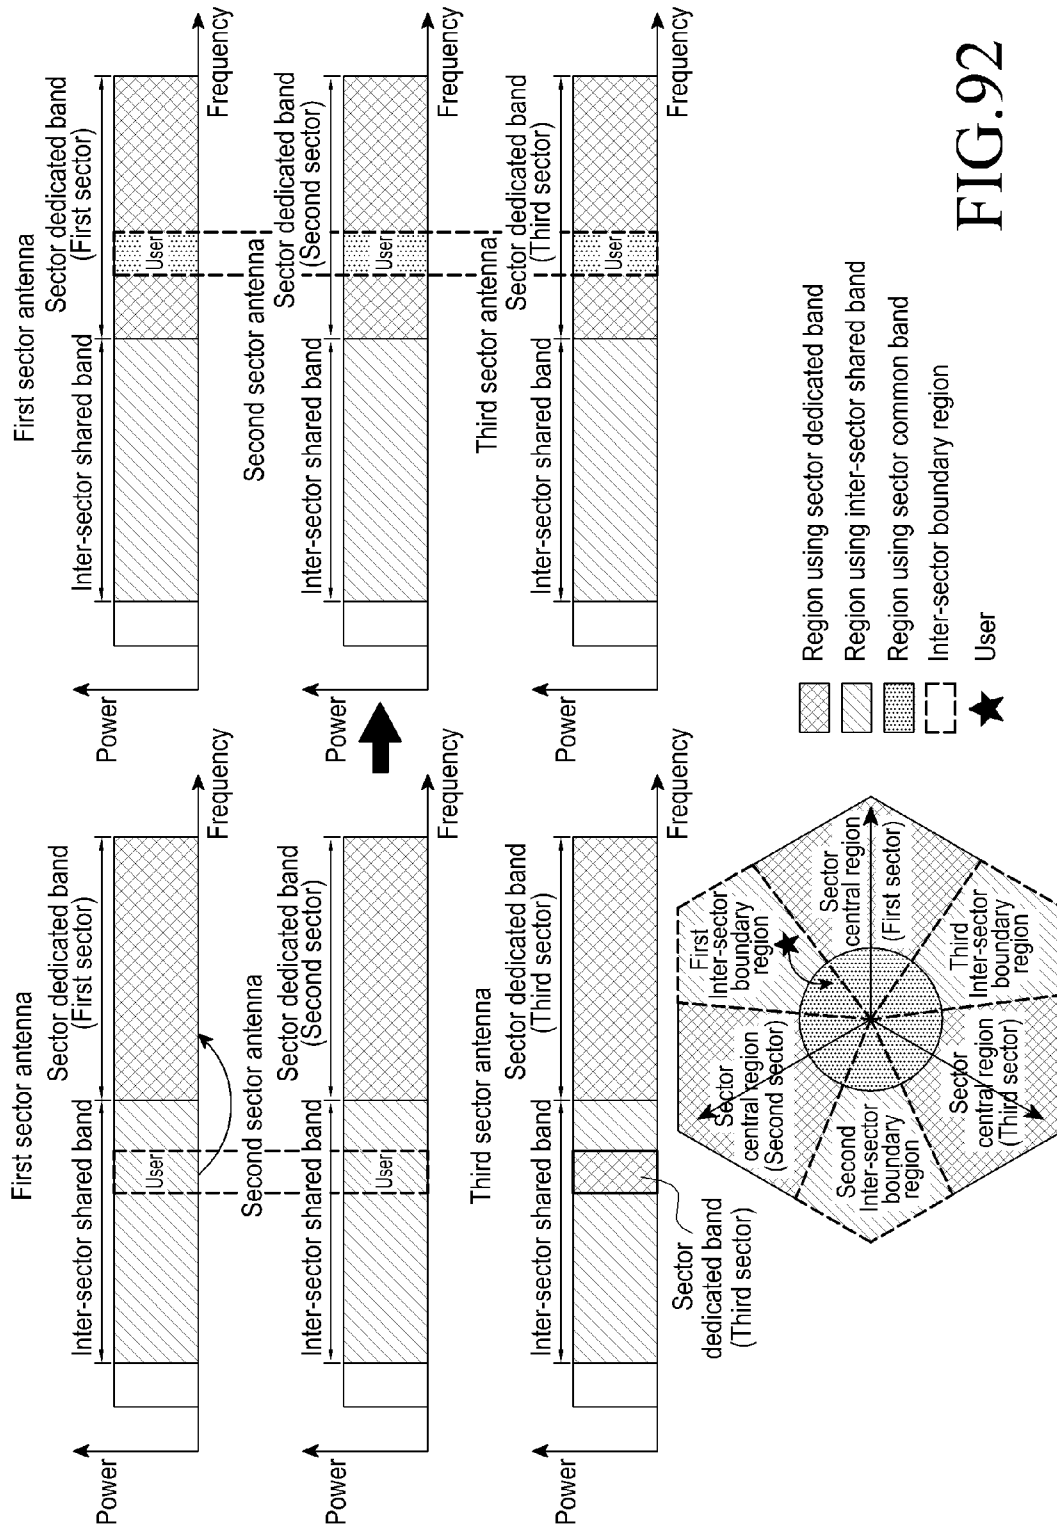 First sector antenna
Sector dedicated band
(First sector)
Inter-sector shared band
Power
User
Frequency
Second sector antenna
Sector dedicated band
(Second sector)
Inter-sector shared band
Power
User
Frequency
Third sector antenna
Sector dedicated band
(Third sector)
Inter-sector shared band
Power
Frequency
Sector
dedicated band
(Third sector)
First sector antenna
Sector dedicated band
(First sector)
Inter-sector shared band
Power
User
Frequency
Second sector antenna
Sector dedicated band
(Second sector)
Inter-sector shared band
Power
User
Frequency
Third sector antenna
Sector dedicated band
(Third sector)
Inter-sector shared band
Power
User
Frequency
First
Inter-sector
boundary
region
Sector
central region
(First sector)
Third
Inter-sector
boundary
region
Sector
central region
(Second sector)
Second
Inter-sector
boundary
region
Sector
central region
(Third sector)
Region using sector dedicated band
Region using inter-sector shared band
Region using sector common band
Inter-sector boundary region
User
FIG.92